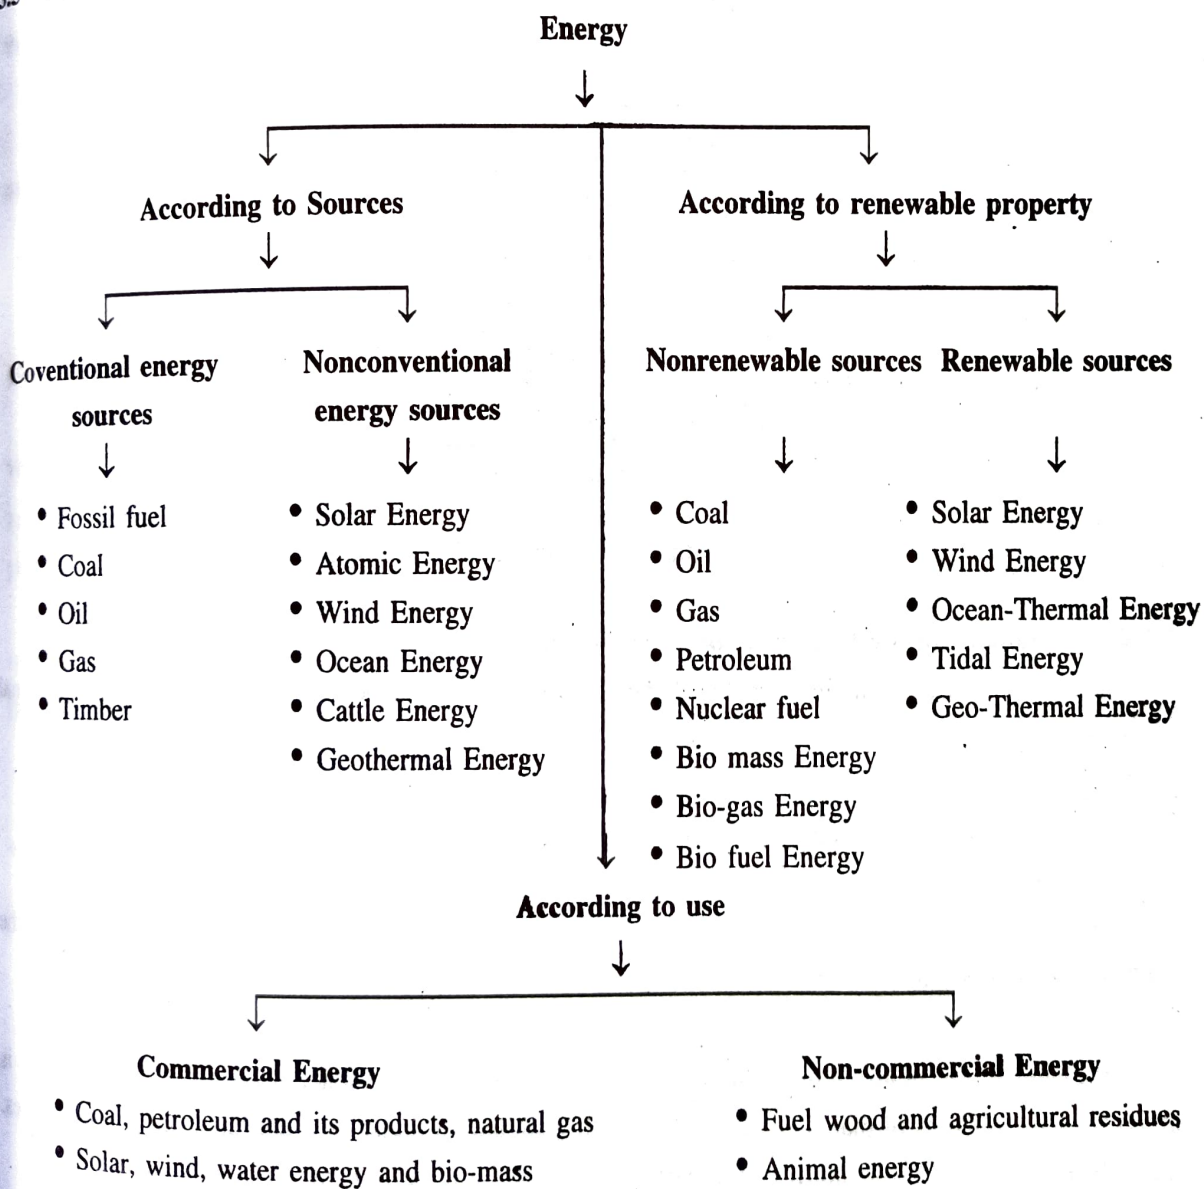 Energy
According to Sources
According to renewable property
Coventional energy
sources
Nonconventional
energy sources
Nonrenewable sources
Renewable sources
• Fossil fuel
• Coal
• Oil
• Gas
• Timber
• Solar Energy
• Atomic Energy
• Wind Energy
• Ocean Energy
• Cattle Energy
• Geothermal Energy
• Coal
• Oil
• Gas
• Petroleum
• Nuclear fuel
• Bio mass Energy
• Bio-gas Energy
• Bio fuel Energy
• Solar Energy
• Wind Energy
• Ocean-Thermal Energy
• Tidal Energy
• Geo-Thermal Energy
According to use
Commercial Energy
• Coal, petroleum and its products, natural gas
• Solar, wind, water energy and bio-mass
Non-commercial Energy
• Fuel wood and agricultural residues
• Animal energy